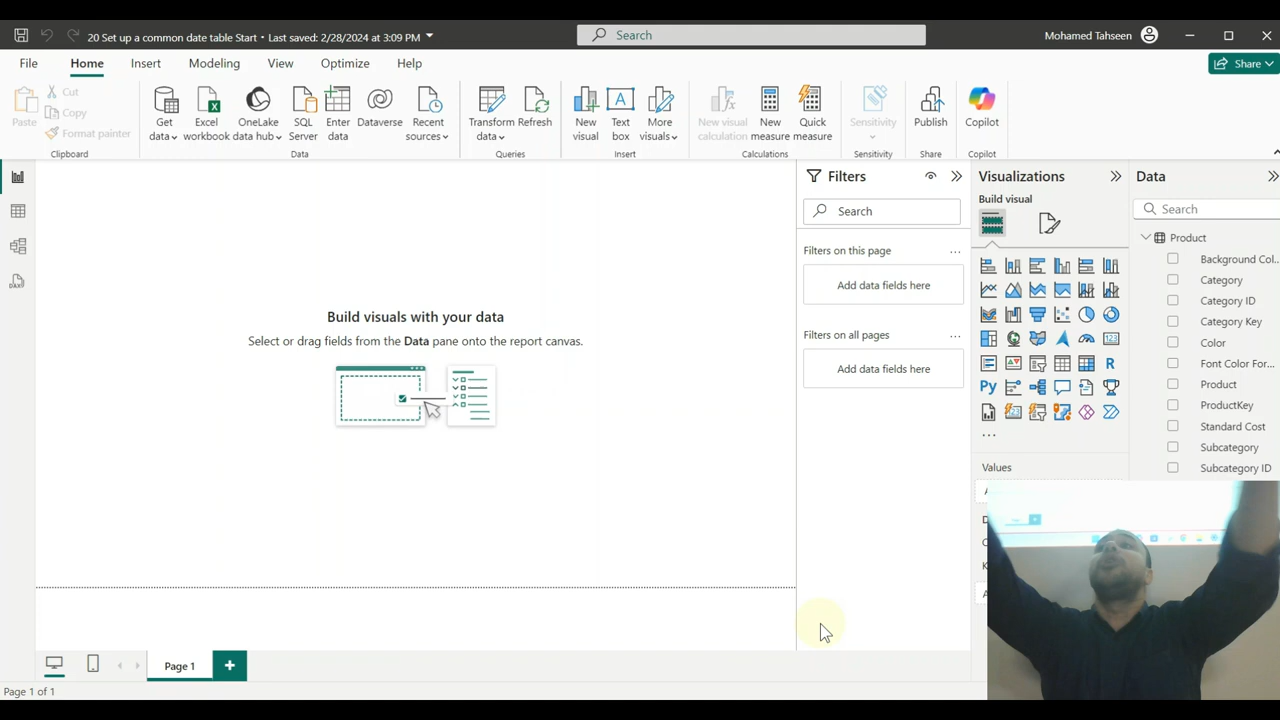 20 Set up a common date table Start • Last saved: 2/28/2024 at 3:09 PM
Search
Mohamed Tahseen
File
Home
Insert
Modeling
View
Optimize
Help
Share
Paste
Cut
Copy
Format painter
Clipboard
Get data
Excel workbook
OneLake data hub
SQL Server
Enter data
Dataverse
Recent sources
Data
Transform data
Refresh
Queries
New visual
Text box
More visuals
Insert
New visual calculation
New measure
Quick measure
Calculations
Sensitivity
Sensitivity
Publish
Share
Copilot
Copilot
Build visuals with your data
Select or drag fields from the Data pane onto the report canvas.
Filters
Search
Filters on this page
...
Add data fields here
Filters on all pages
...
Add data fields here
Visualizations
Build visual
R
Py
...
Values
Data
Search
Product
Background Col...
Category
Category ID
Category Key
Color
Font Color For...
Product
ProductKey
Standard Cost
Subcategory
Subcategory ID
Page 1
Page 1 of 1